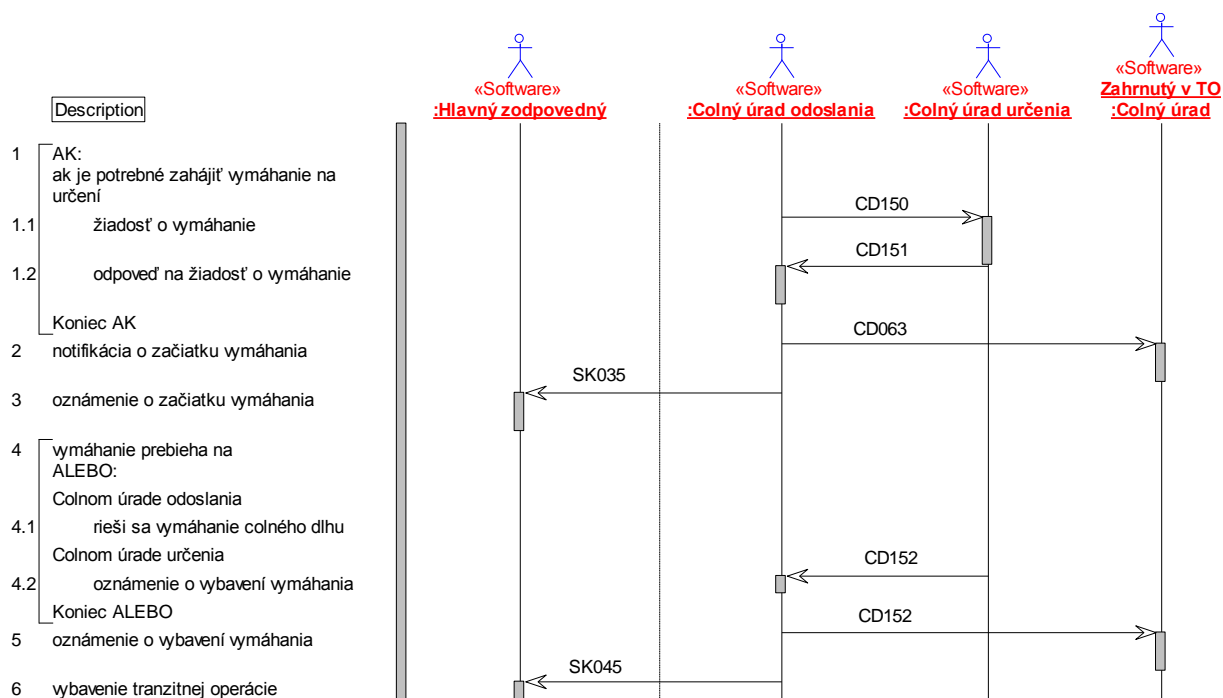 «Software»
Zahrnutý v TO
:Colný úrad
«Software»
:Hlavný zodpovedný
«Software»
:Colný úrad odoslania
«Software»
:Colný úrad určenia
Description
1 AK:
ak je potrebné zahájiť vymáhanie na
určení
CD150
1.1 žiadosť o vymáhanie
CD151
1.2 odpoveď na žiadosť o vymáhanie
Koniec AK
CD063
2 notifikácia o začiatku vymáhania
SK035
3 oznámenie o začiatku vymáhania
4 vymáhanie prebieha na
ALEBO:
Colnom úrade odoslania
4.1 rieši sa vymáhanie colného dlhu
Colnom úrade určenia
CD152
4.2 oznámenie o vybavení vymáhania
Koniec ALEBO
CD152
5 oznámenie o vybavení vymáhania
SK045
6 vybavenie tranzitnej operácie